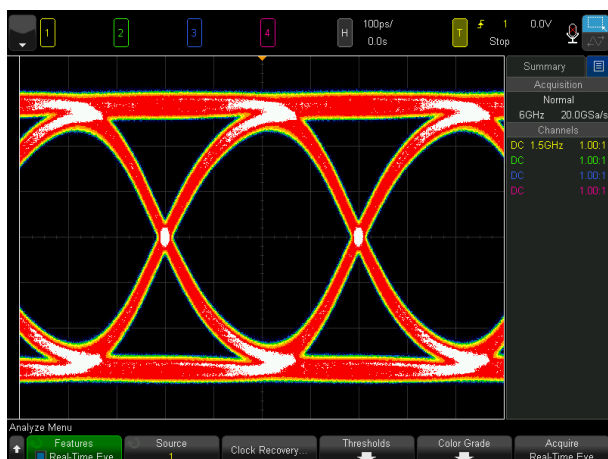 1 2 3 4 H 100ps/ 0.0s T 1 Stop 0.0V
Summary
Acquisition
Normal
6GHz 20.0GSa/s
Channels
DC 1.5GHz 1.00:1
DC 1.00:1
DC 1.00:1
DC 1.00:1
Analyze Menu
Features Source Clock Recovery... Thresholds Color Grade Acquire
Real-Time Eye 1 Real-Time Eye